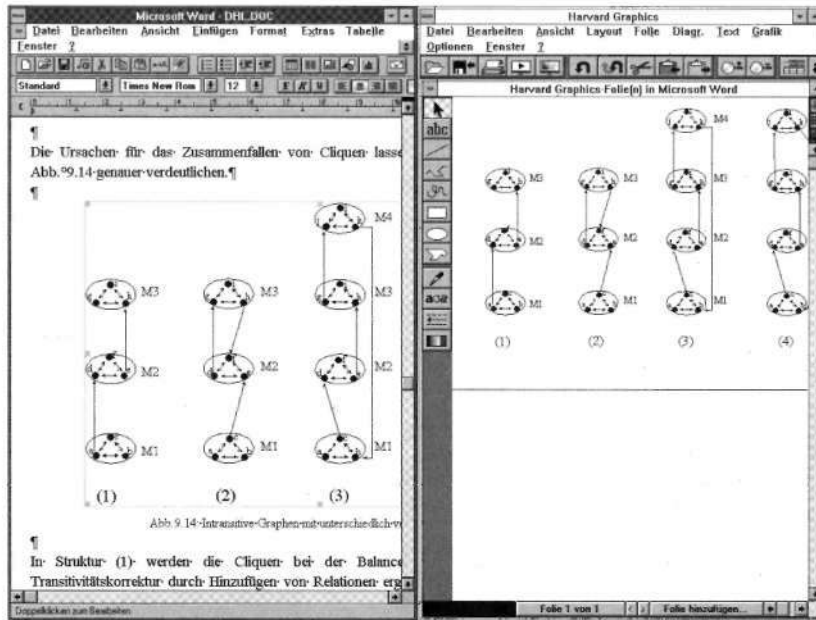 Microsoft Word - DHL.DOC
Datei Bearbeiten Ansicht Einfügen Format Extras Tabelle
Fenster ?
Standard Times New Rom 12 F K U
¶
Die Ursachen für das Zusammenfallen von Cliquen lasse
Abb.°9.14 genauer verdeutlichen.¶
¶
M4
M3 M3 M3
M2 M2 M2
M1 M1 M1
(1) (2) (3)
Abb. 9.14: Intransitive Graphen mit unterschiedlich ve
¶
In Struktur (1) werden die Cliquen bei der Balance
Transitivitätskorrektur durch Hinzufügen von Relationen erg
Doppelklicken zum Bearbeiten
Harvard Graphics
Datei Bearbeiten Ansicht Layout Folie Diagr. Text Grafik
Optionen Fenster ?
Harvard Graphics-Folie(n) in Microsoft Word
abc
M4
M3 M3 M3
M2 M2 M2
M1 M1 M1
(1) (2) (3) (4)
Folie 1 von 1 Folie hinzufügen...